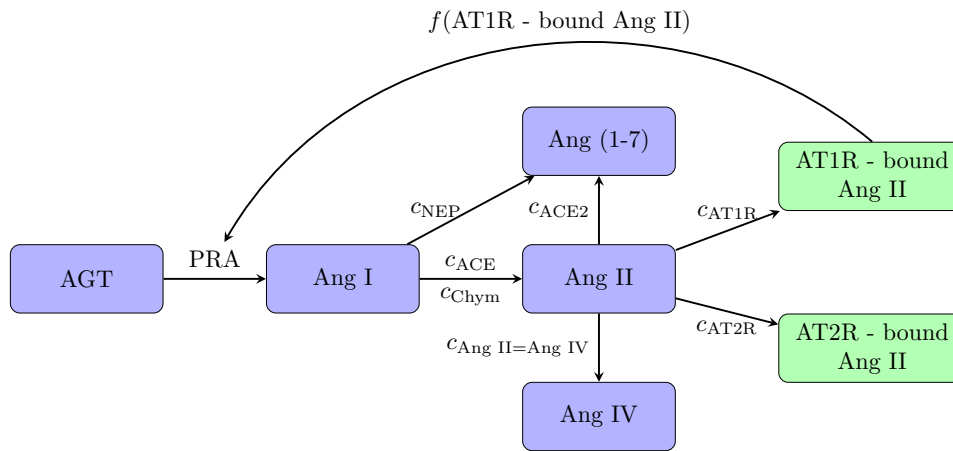 f(AT1R - bound Ang II)
Ang (1-7)
AT1R - bound
Ang II
c_NEP
c_ACE2
c_AT1R
AGT
PRA
Ang I
c_ACE
c_Chym
Ang II
c_AT2R
AT2R - bound
Ang II
c_Ang II=Ang IV
Ang IV